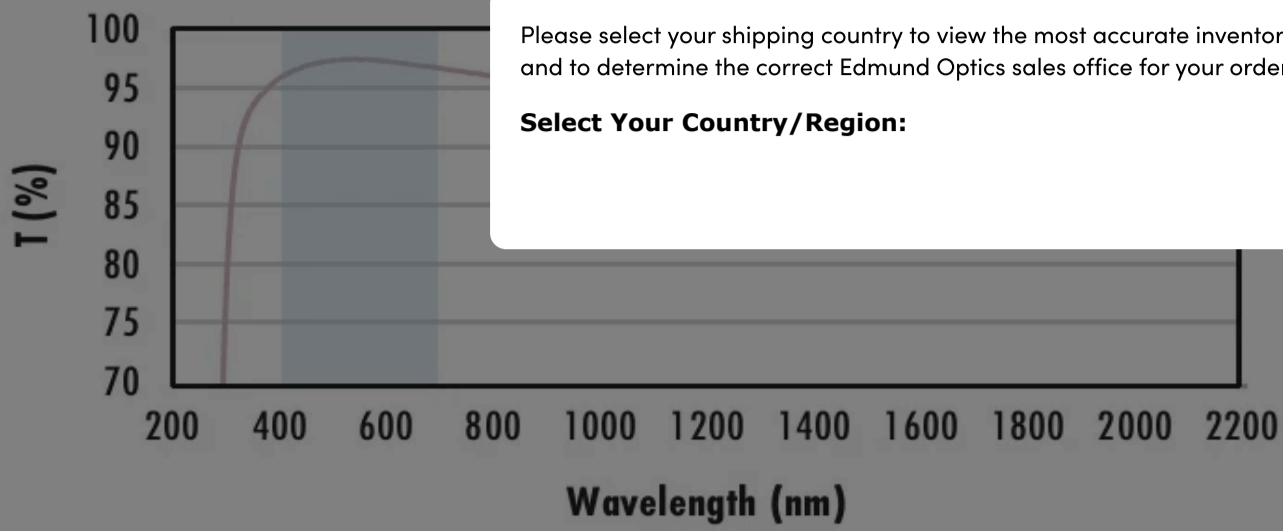 Please select your shipping country to view the most accurate
and to determine the correct Edmund Optics sales office for your
Select Your Country/Region:
100
95
90
85
80
75
70
T (%)
200 400 600 800 1000 1200 1400 1600 1800 2000 2200
Wavelength (nm)